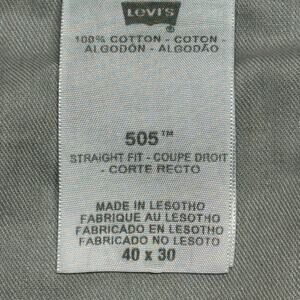 LEVI'S
100% COTTON - COTON -
ALGODÓN - ALGODÃO
505™
STRAIGHT FIT - COUPE DROIT
- CORTE RECTO
MADE IN LESOTHO
FABRIQUE AU LESOTHO
FABRICADO EN LESOTHO
FABRICADO NO LESOTO
40 x 30